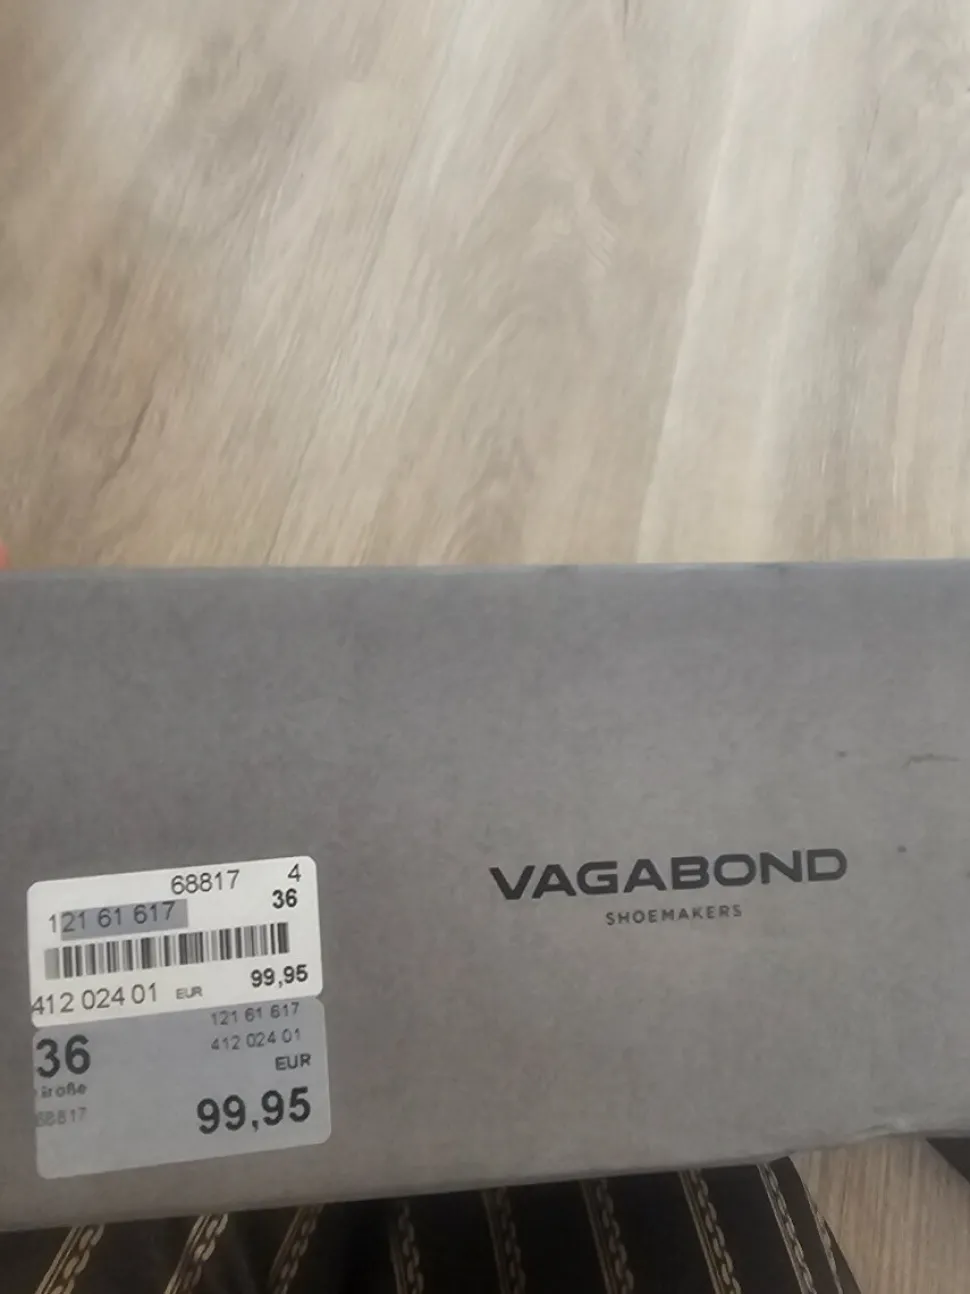 68817 4
121 61 617 36
412 024 01 EUR 99,95
121 61 617
412 024 01
36 EUR
68817 99,95
VAGABOND
SHOEMAKERS